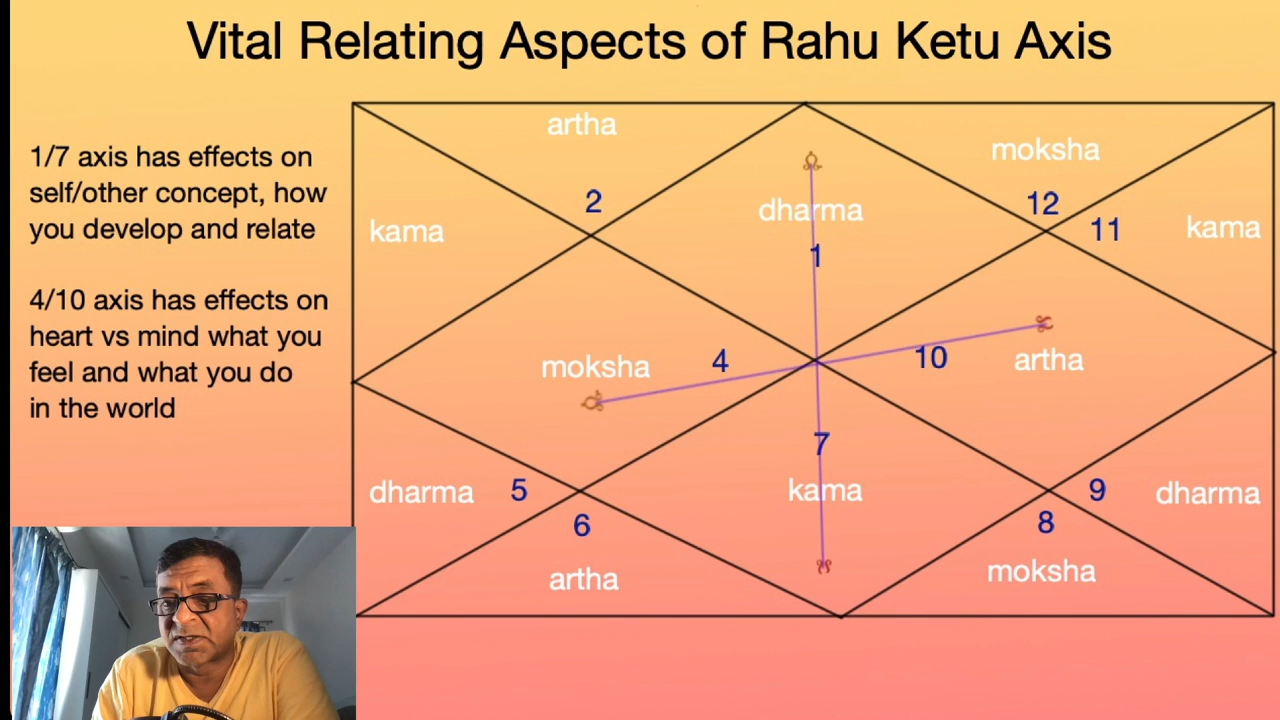 Vital Relating Aspects of Rahu Ketu Axis
1/7 axis has effects on
self/other concept, how
you develop and relate
4/10 axis has effects on
heart vs mind what you
feel and what you do
in the world
artha
moksha
2
12
kama
dharma
11
kama
1
moksha
4
10
artha
7
dharma
5
kama
9
dharma
6
8
artha
moksha